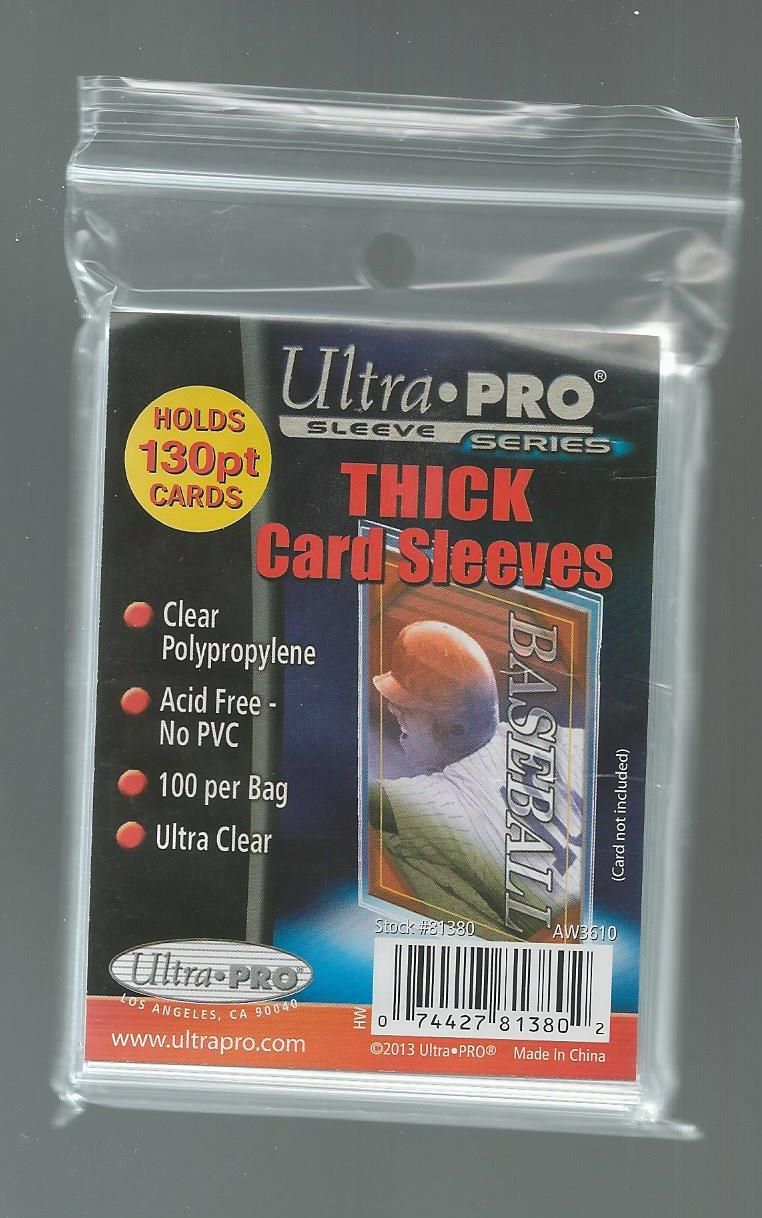 Ultra•PRO®
SLEEVE SERIES
HOLDS
130pt
CARDS
THICK
Card Sleeves
Clear
Polypropylene
Acid Free -
No PVC
100 per Bag
Ultra Clear
BASEBALL
(Card not included)
Stock #81380
AW3610
Ultra•PRO®
LOS ANGELES, CA 90040
www.ultrapro.com
HW
0 74427 81380 2
©2013 Ultra•PRO® Made In China